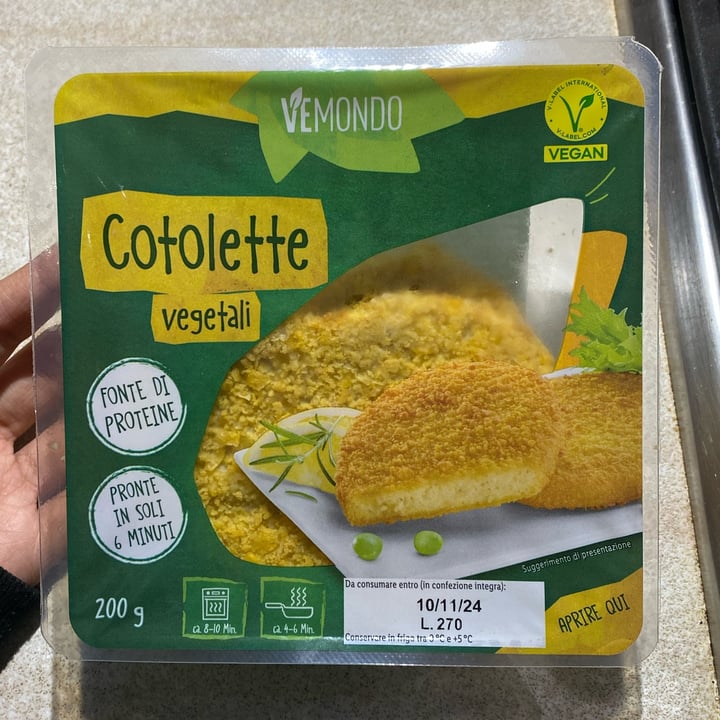 VEMONDO
V-LABEL INTERNATIONAL
V-LABEL.COM
VEGAN
Cotolette
vegetali
FONTE DI
PROTEINE
PRONTE
IN SOLI
6 MINUTI
Suggerimento di presentazione
200 g
ca. 8-10 Min.
ca. 4-6 Min.
Da consumare entro (in confezione integra):
10/11/24
L. 270
Conservare in frigo tra 0 °C e +5 °C
APRIRE QUI